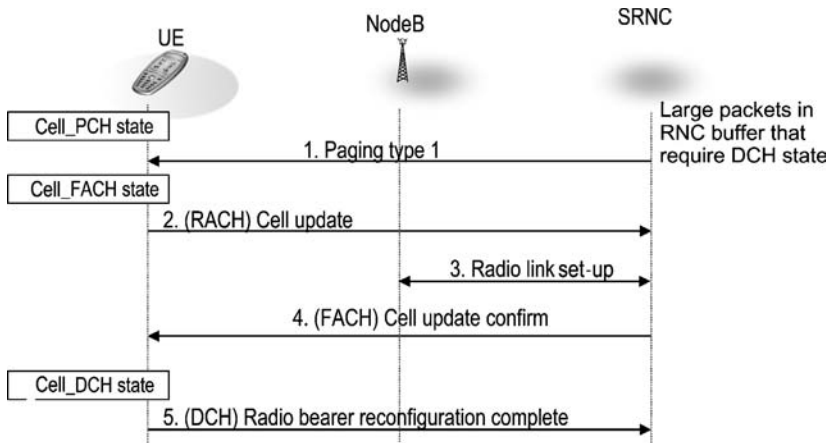 UE
NodeB
SRNC
Large packets in
RNC buffer that
require DCH state
Cell_PCH state
1. Paging type 1
Cell_FACH state
2. (RACH) Cell update
3. Radio link set-up
4. (FACH) Cell update confirm
Cell_DCH state
5. (DCH) Radio bearer reconfiguration complete